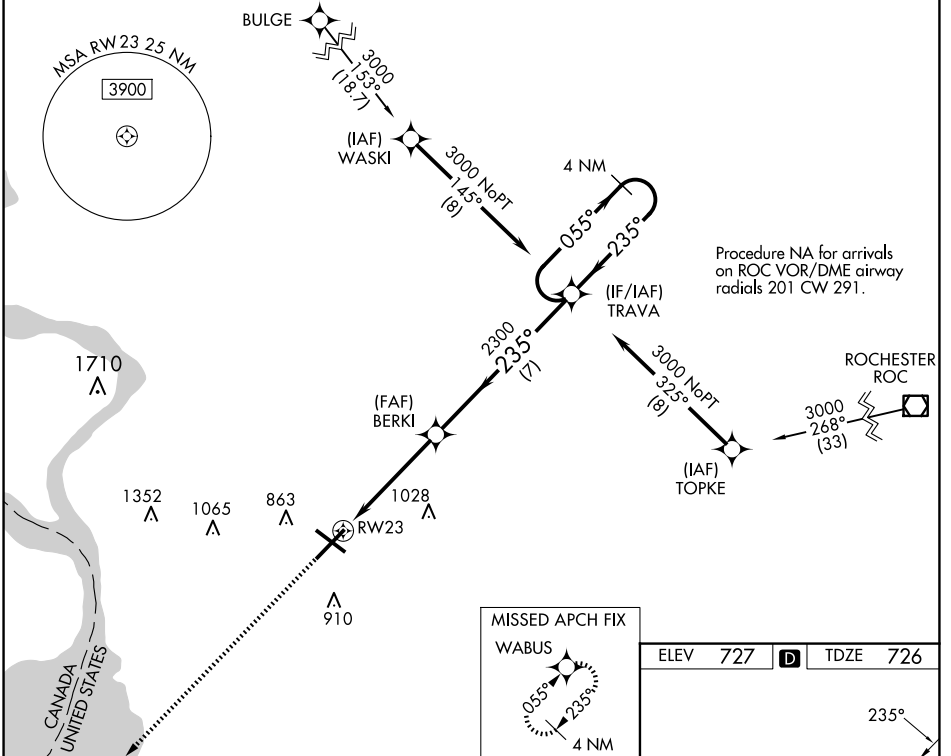 BULGE
MSA RW23 25 NM
3900
3000
153°
(18.7)
(IAF)
WASKI
3000 NoPT
145°
(8)
4 NM
055°
235°
Procedure NA for arrivals
on ROC VOR/DME airway
radials 201 CW 291.
(IF/IAF)
TRAVA
2300
235°
(7)
3000 NoPT
325°
(8)
ROCHESTER
ROC
3000
268°
(33)
1710
(FAF)
BERKI
(IAF)
TOPKE
1352
1065
863
1028
RW23
910
CANADA
UNITED STATES
MISSED APCH FIX
WABUS
055°
235°
4 NM
ELEV 727 D TDZE 726
235°